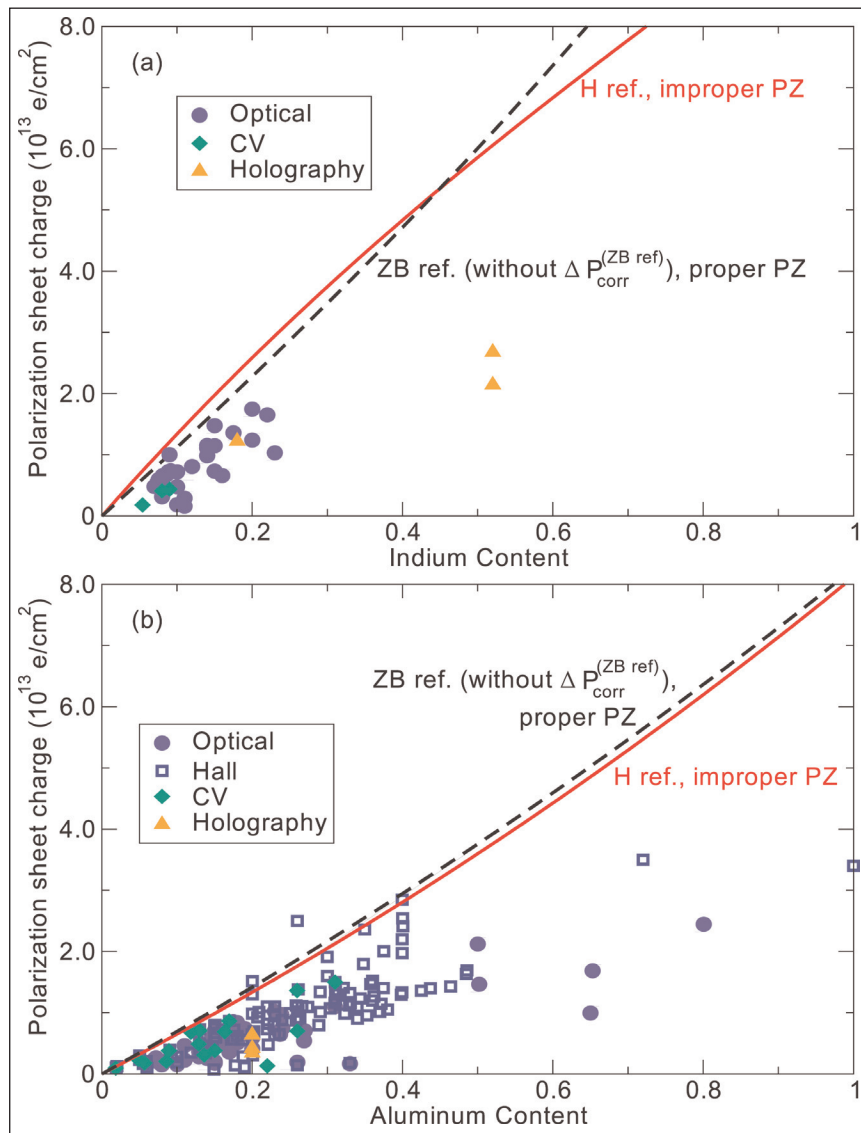 8.0
(a)
H ref., improper PZ
Optical
CV
Holography
6.0
4.0
ZB ref. (without Δ P_corr^(ZB ref)), proper PZ
2.0
0
0 0.2 0.4 0.6 0.8 1
Polarization sheet charge (10^13 e/cm^2)
Indium Content
8.0
(b)
ZB ref. (without Δ P_corr^(ZB ref)),
proper PZ
6.0
Optical
Hall
CV
Holography
H ref., improper PZ
4.0
2.0
0
0 0.2 0.4 0.6 0.8 1
Polarization sheet charge (10^13 e/cm^2)
Aluminum Content